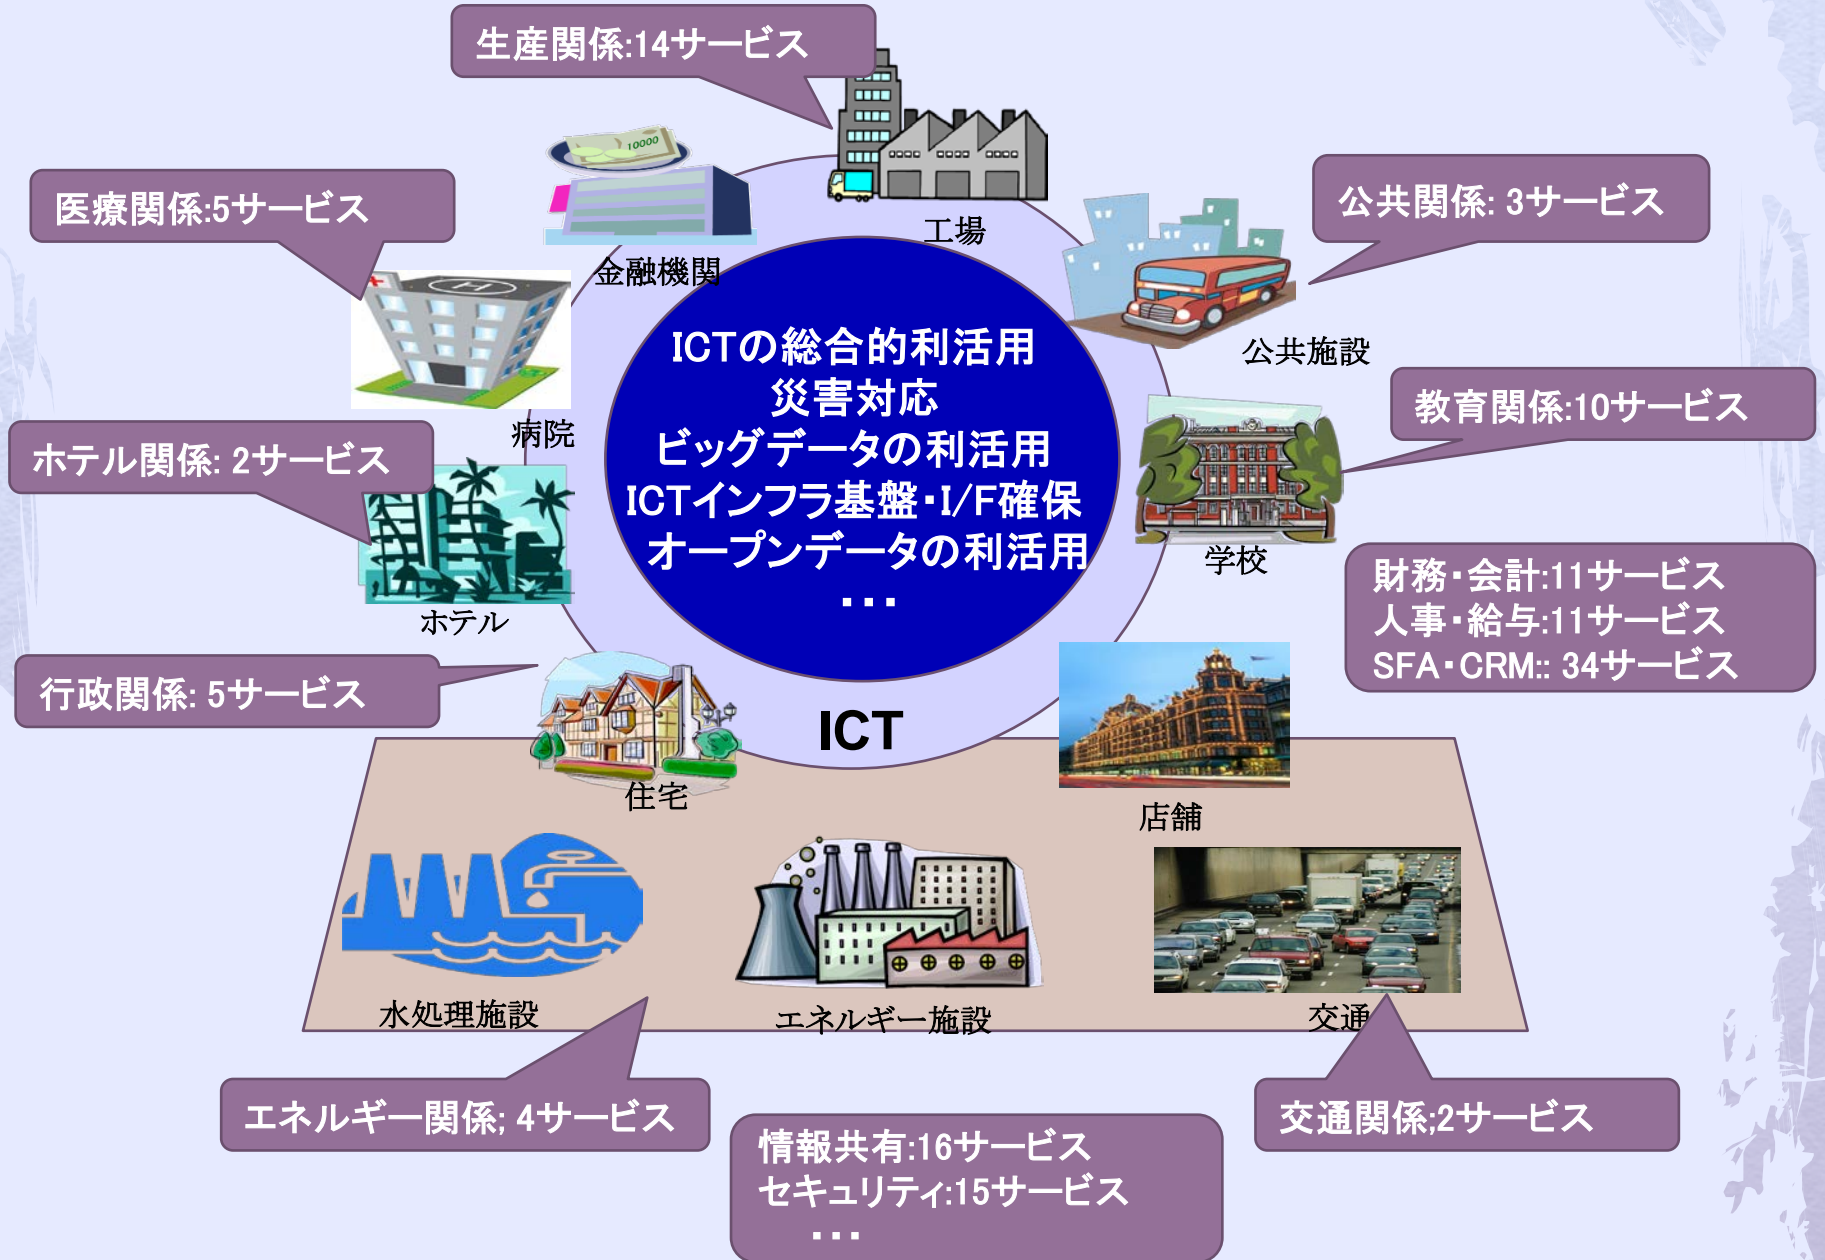 生産関係:14サービス
医療関係:5サービス
公共関係: 3サービス
10000
工場
金融機関
公共施設
ICTの総合的利活用
災害対応
ビッグデータの利活用
ICTインフラ基盤・I/F確保
オープンデータの利活用
・・・
H
病院
教育関係:10サービス
ホテル関係: 2サービス
学校
ホテル
財務・会計:11サービス
人事・給与:11サービス
SFA・CRM:: 34サービス
行政関係: 5サービス
ICT
住宅
店舗
水処理施設
エネルギー施設
交通
エネルギー関係; 4サービス
交通関係;2サービス
情報共有:16サービス
セキュリティ:15サービス
・・・